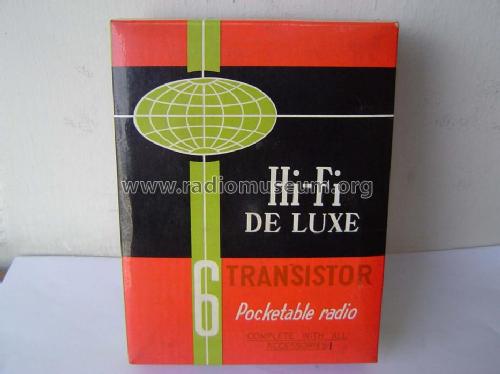 www.radiomuseum.org
Hi-Fi
DE LUXE
6 TRANSISTOR
Pocketable radio
COMPLETE WITH ALL
ACCESSORIES